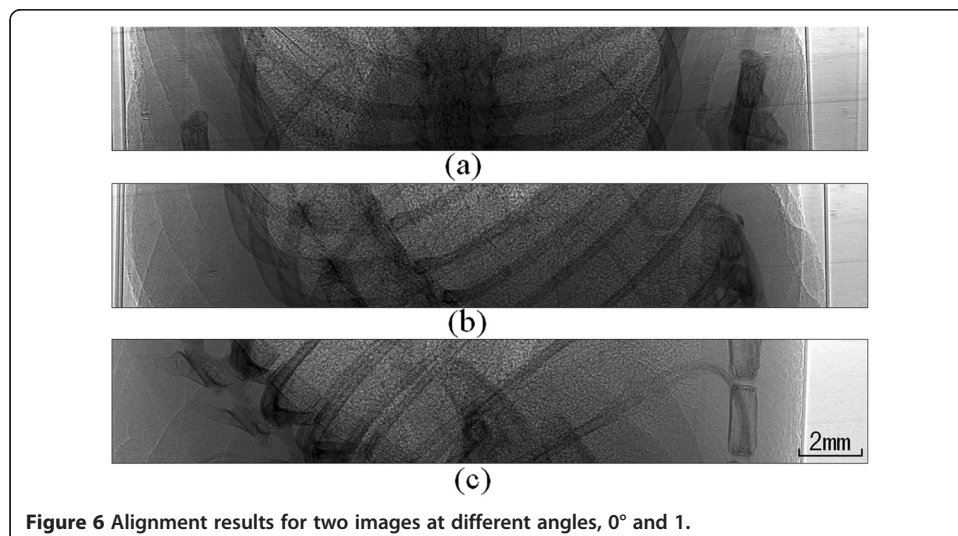 (a)
(b)
2mm
(c)
Figure 6 Alignment results for two images at different angles, 0° and 1.